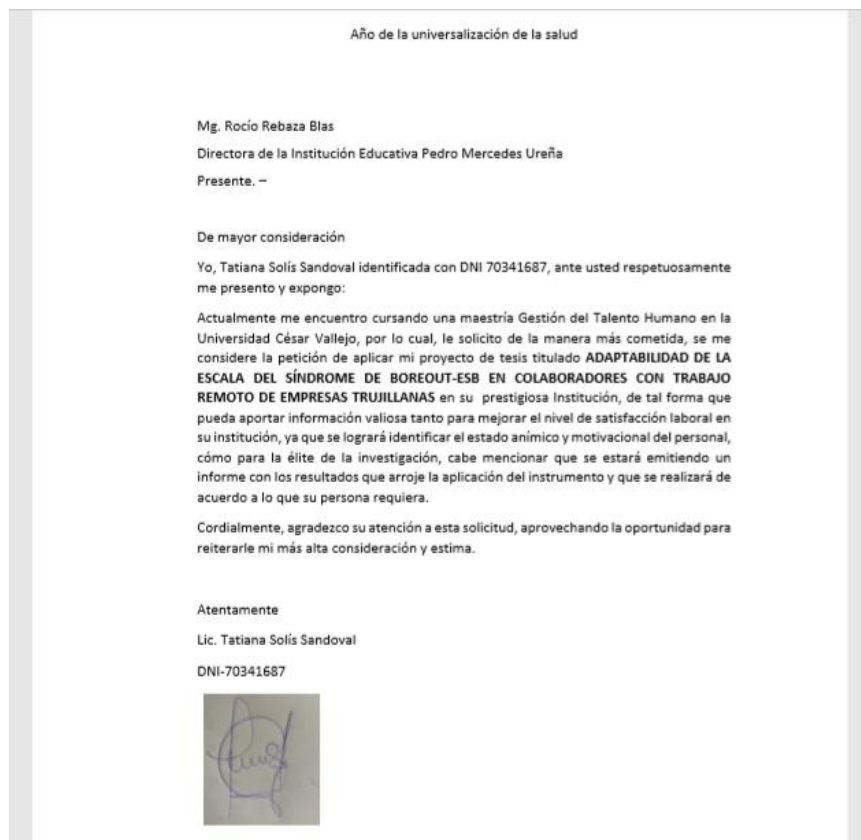 Año de la universalización de la salud
Mg. Rocío Rebaza Blas
Directora de la Institución Educativa Pedro Mercedes Ureña
Presente. –
De mayor consideración
Yo, Tatiana Solís Sandoval identificada con DNI 70341687, ante usted respetuosamente
me presento y expongo:
Actualmente me encuentro cursando una maestría Gestión del Talento Humano en la
Universidad César Vallejo, por lo cual, le solicito de la manera más cometida, se me
considere la petición de aplicar mi proyecto de tesis titulado ADAPTABILIDAD DE LA
ESCALA DEL SÍNDROME DE BOREOUT-ESB EN COLABORADORES CON TRABAJO
REMOTO DE EMPRESAS TRUJILLANAS en su prestigiosa Institución, de tal forma que
pueda aportar información valiosa tanto para mejorar el nivel de satisfacción laboral en
su institución, ya que se logrará identificar el estado anímico y motivacional del personal,
cómo para la élite de la investigación, cabe mencionar que se estará emitiendo un
informe con los resultados que arroje la aplicación del instrumento y que se realizará de
acuerdo a lo que su persona requiera.
Cordialmente, agradezco su atención a esta solicitud, aprovechando la oportunidad para
reiterarle mi más alta consideración y estima.
Atentamente
Lic. Tatiana Solís Sandoval
DNI-70341687